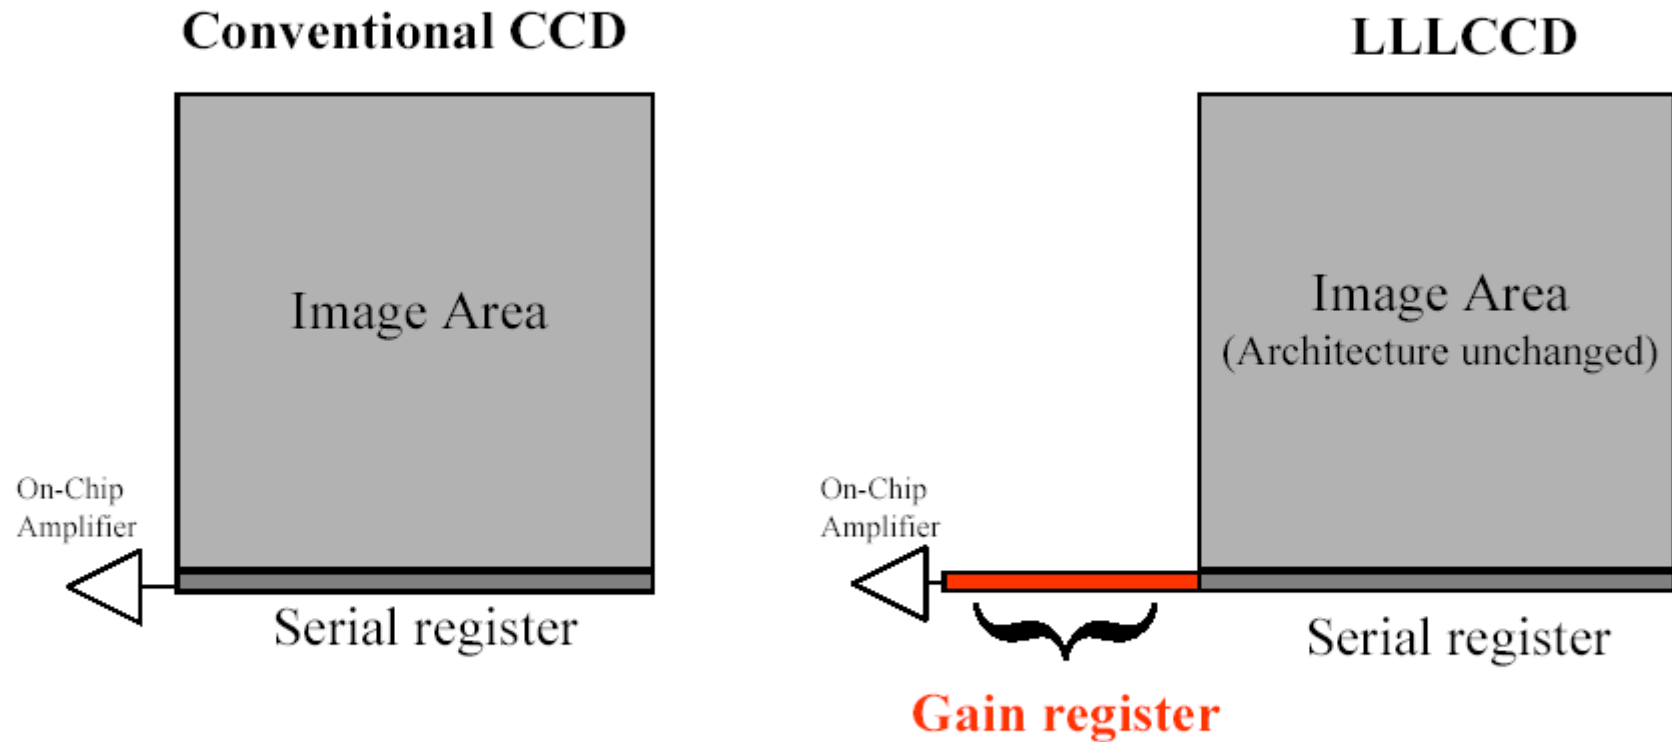 Conventional CCD
Image Area
On-Chip
Amplifier
Serial register
LLLCCD
Image Area
(Architecture unchanged)
On-Chip
Amplifier
Serial register
Gain register